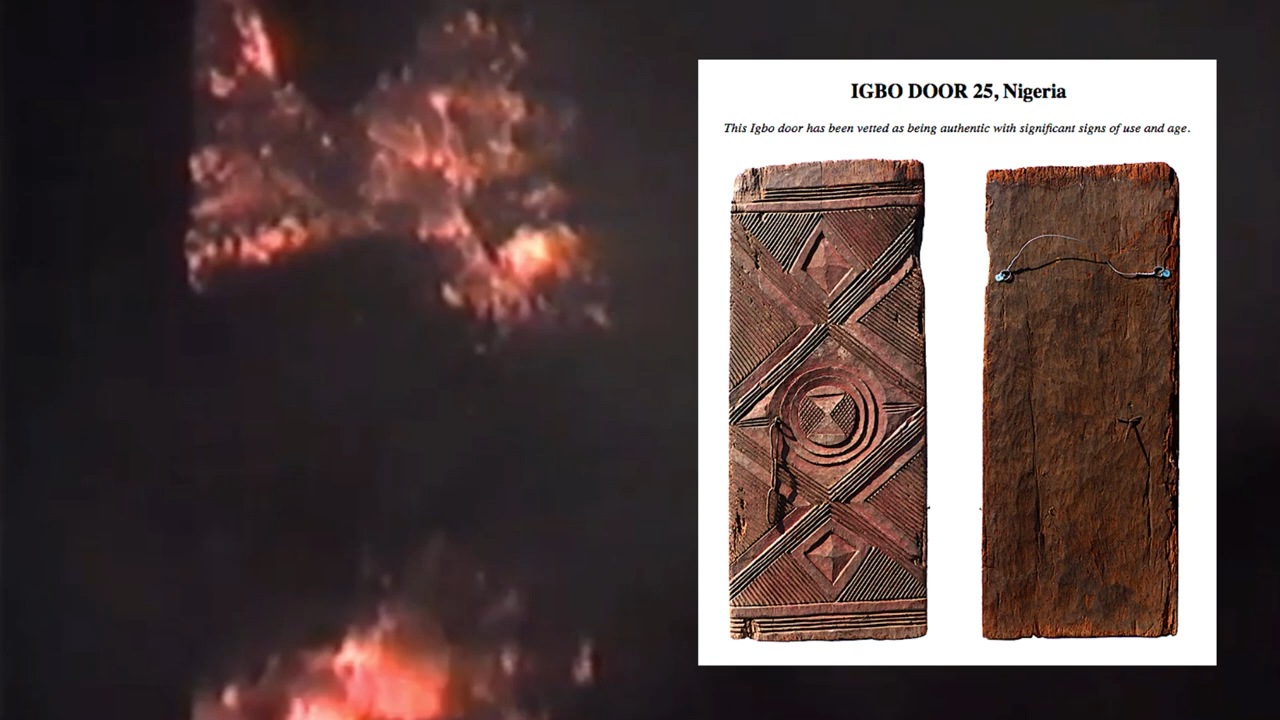 IGBO DOOR 25, Nigeria
This Igbo door has been vetted as being authentic with significant signs of use and age.